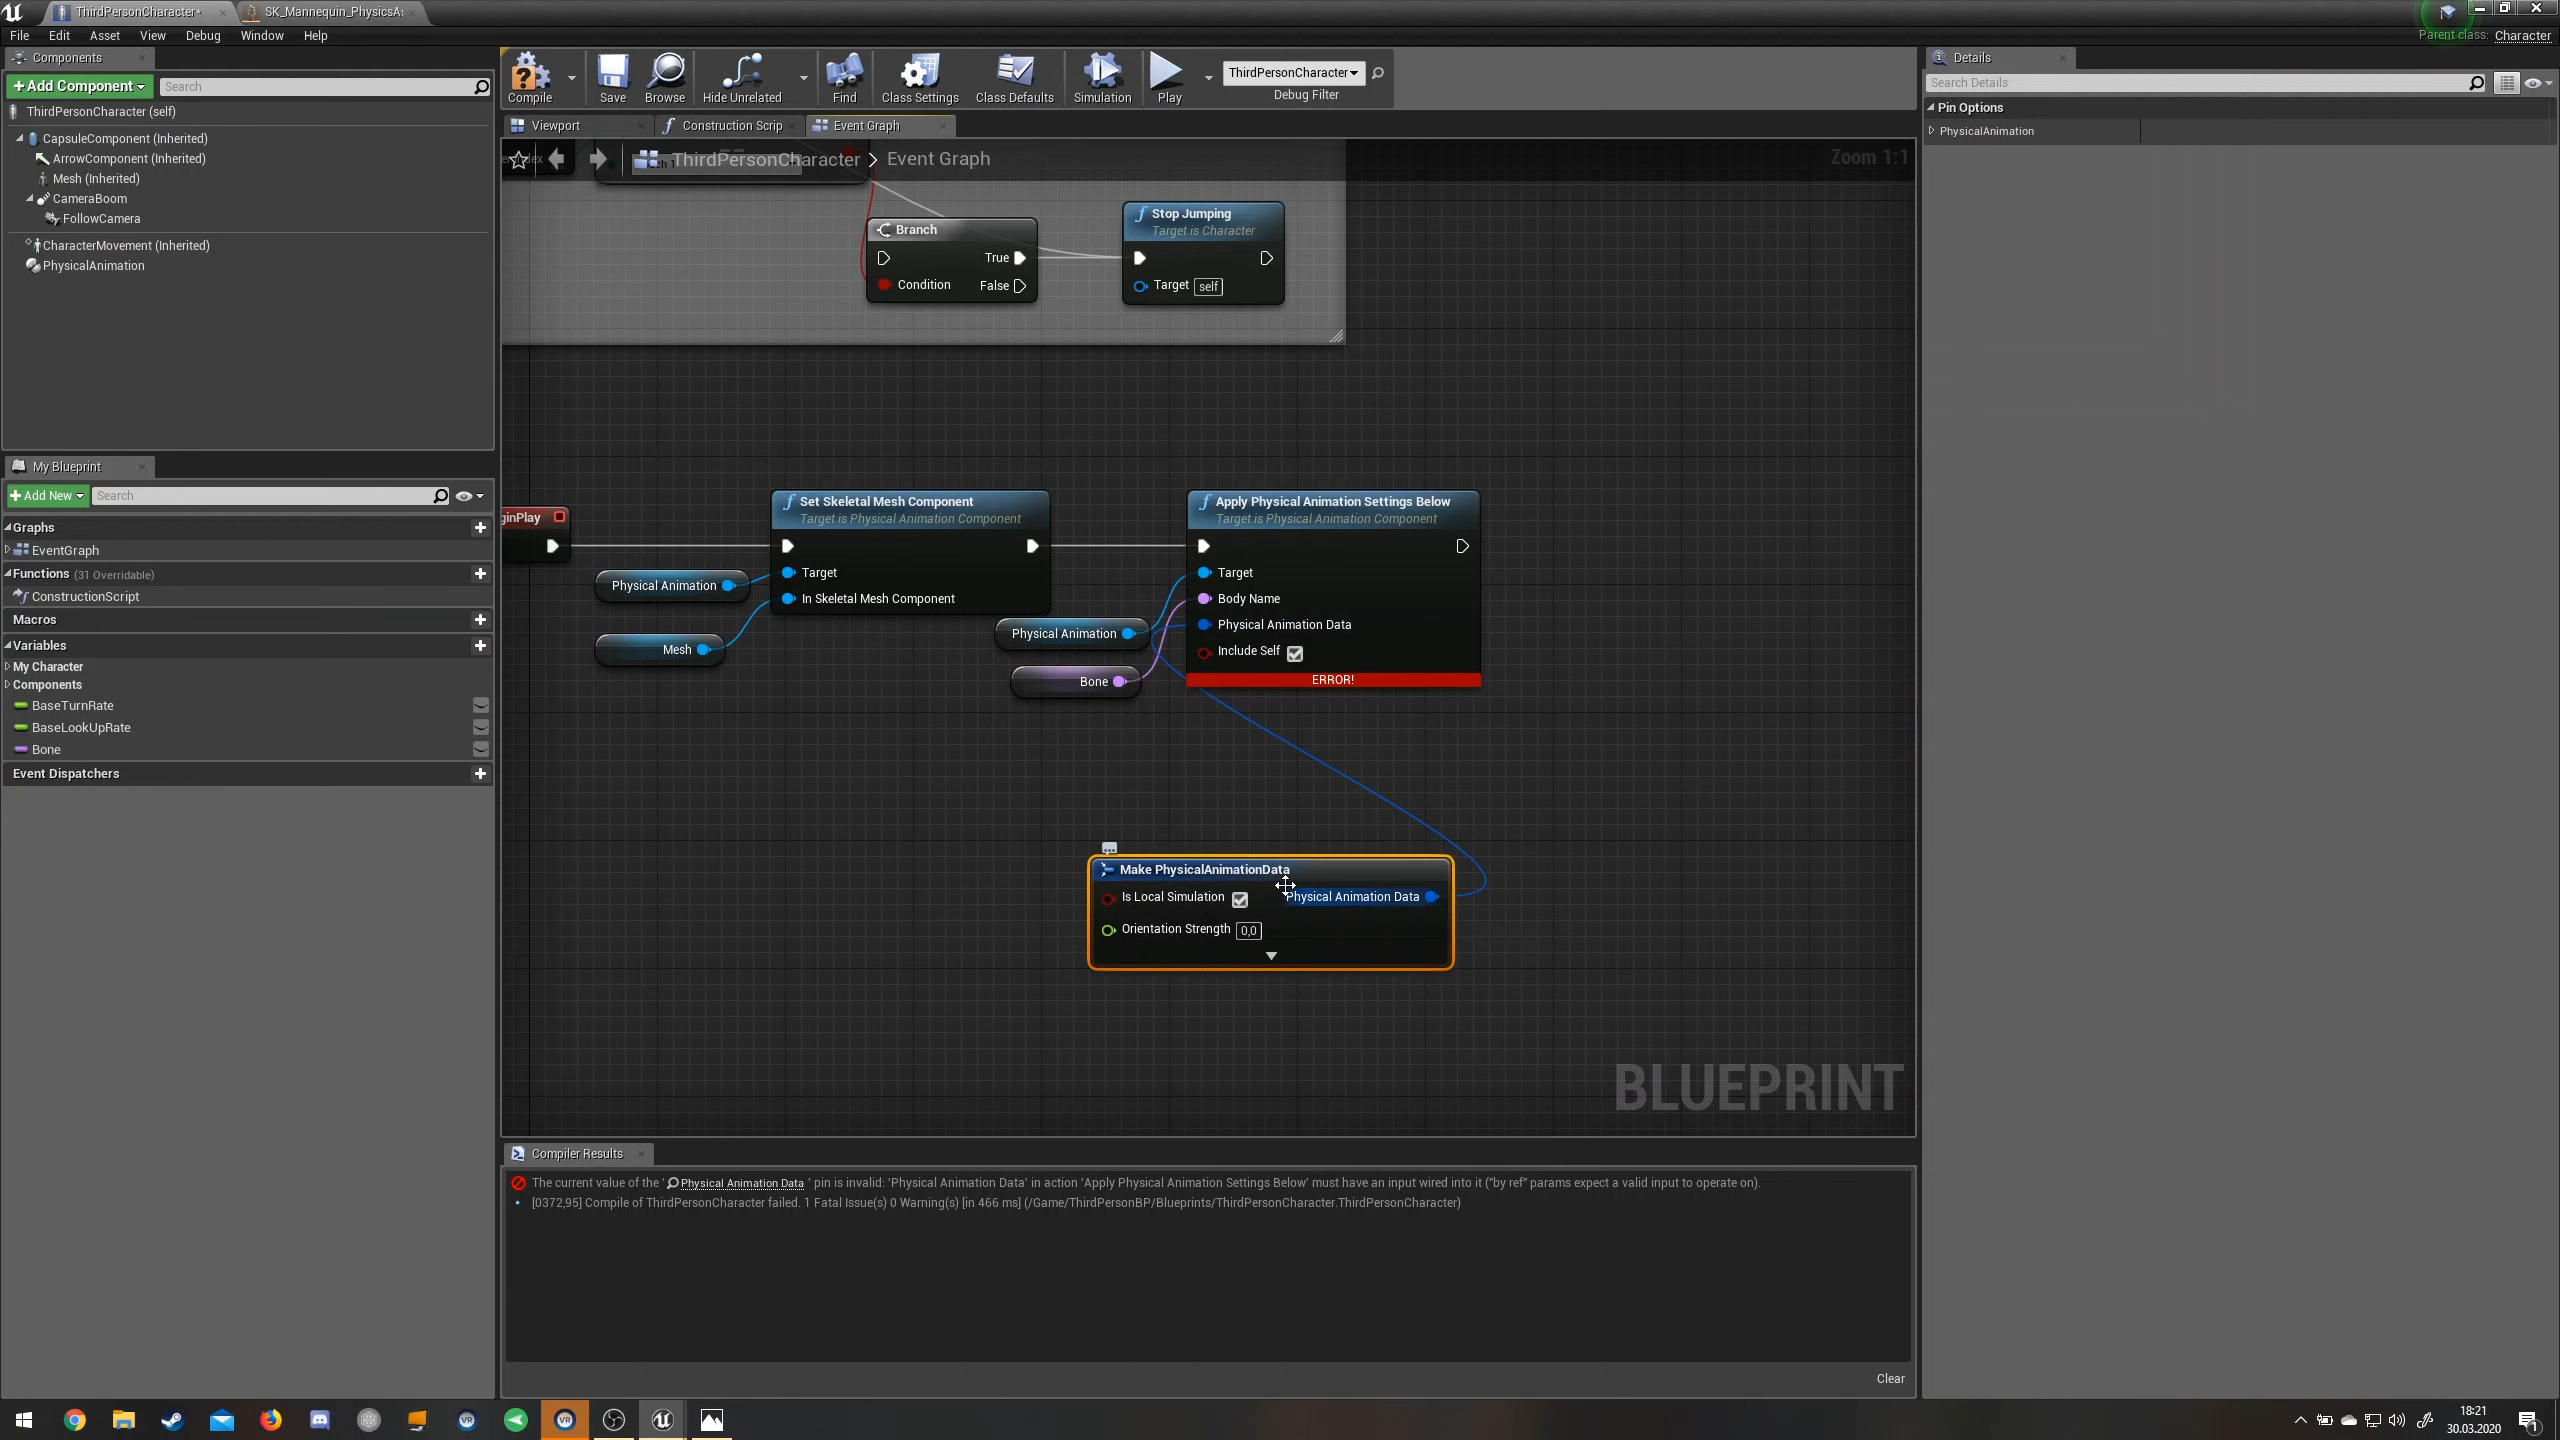 ThirdPersonCharacter*
SK_Mannequin_PhysicsA
File Edit Asset View Debug Window Help
Parent class: Character
Components
+Add Component
Search
ThirdPersonCharacter (self)
CapsuleComponent (Inherited)
ArrowComponent (Inherited)
Mesh (Inherited)
CameraBoom
FollowCamera
CharacterMovement (Inherited)
PhysicalAnimation
My Blueprint
+Add New
Search
Graphs
EventGraph
Functions (31 Overridable)
ConstructionScript
Macros
Variables
My Character
Components
BaseTurnRate
BaseLookUpRate
Bone
Event Dispatchers
Compile
Save
Browse
Hide Unrelated
Find
Class Settings
Class Defaults
Simulation
Play
ThirdPersonCharacter
Debug Filter
Viewport
Construction Scrip
Event Graph
ThirdPersonCharacter > Event Graph
Zoom 1:1
Branch
True
Condition
False
Stop Jumping
Target is Character
Target self
ginPlay
Set Skeletal Mesh Component
Target is Physical Animation Component
Target
In Skeletal Mesh Component
Physical Animation
Mesh
Apply Physical Animation Settings Below
Target is Physical Animation Component
Target
Body Name
Physical Animation Data
Include Self
ERROR!
Physical Animation
Bone
Make PhysicalAnimationData
Is Local Simulation
Physical Animation Data
Orientation Strength 0,0
BLUEPRINT
Compiler Results
The current value of the ' Physical Animation Data ' pin is invalid: 'Physical Animation Data' in action 'Apply Physical Animation Settings Below' must have an input wired into it ("by ref" params expect a valid input to operate on).
[0372,95] Compile of ThirdPersonCharacter failed. 1 Fatal Issue(s) 0 Warning(s) [in 466 ms] (/Game/ThirdPersonBP/Blueprints/ThirdPersonCharacter.ThirdPersonCharacter)
Clear
Details
Search Details
Pin Options
PhysicalAnimation
18:21
30.03.2020